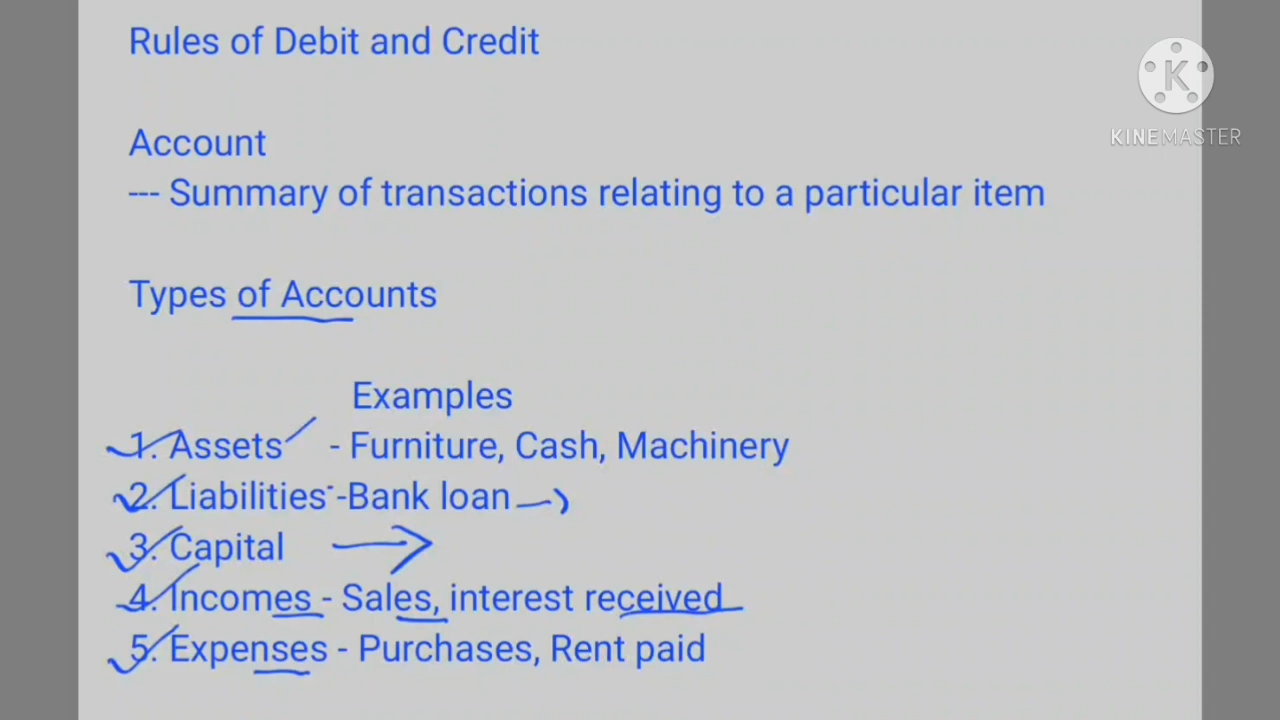 Rules of Debit and Credit
K
KINEMASTER
Account
--- Summary of transactions relating to a particular item
Types of Accounts
Examples
1. Assets - Furniture, Cash, Machinery
2. Liabilities -Bank loan
3. Capital
4. Incomes - Sales, interest received
5. Expenses - Purchases, Rent paid